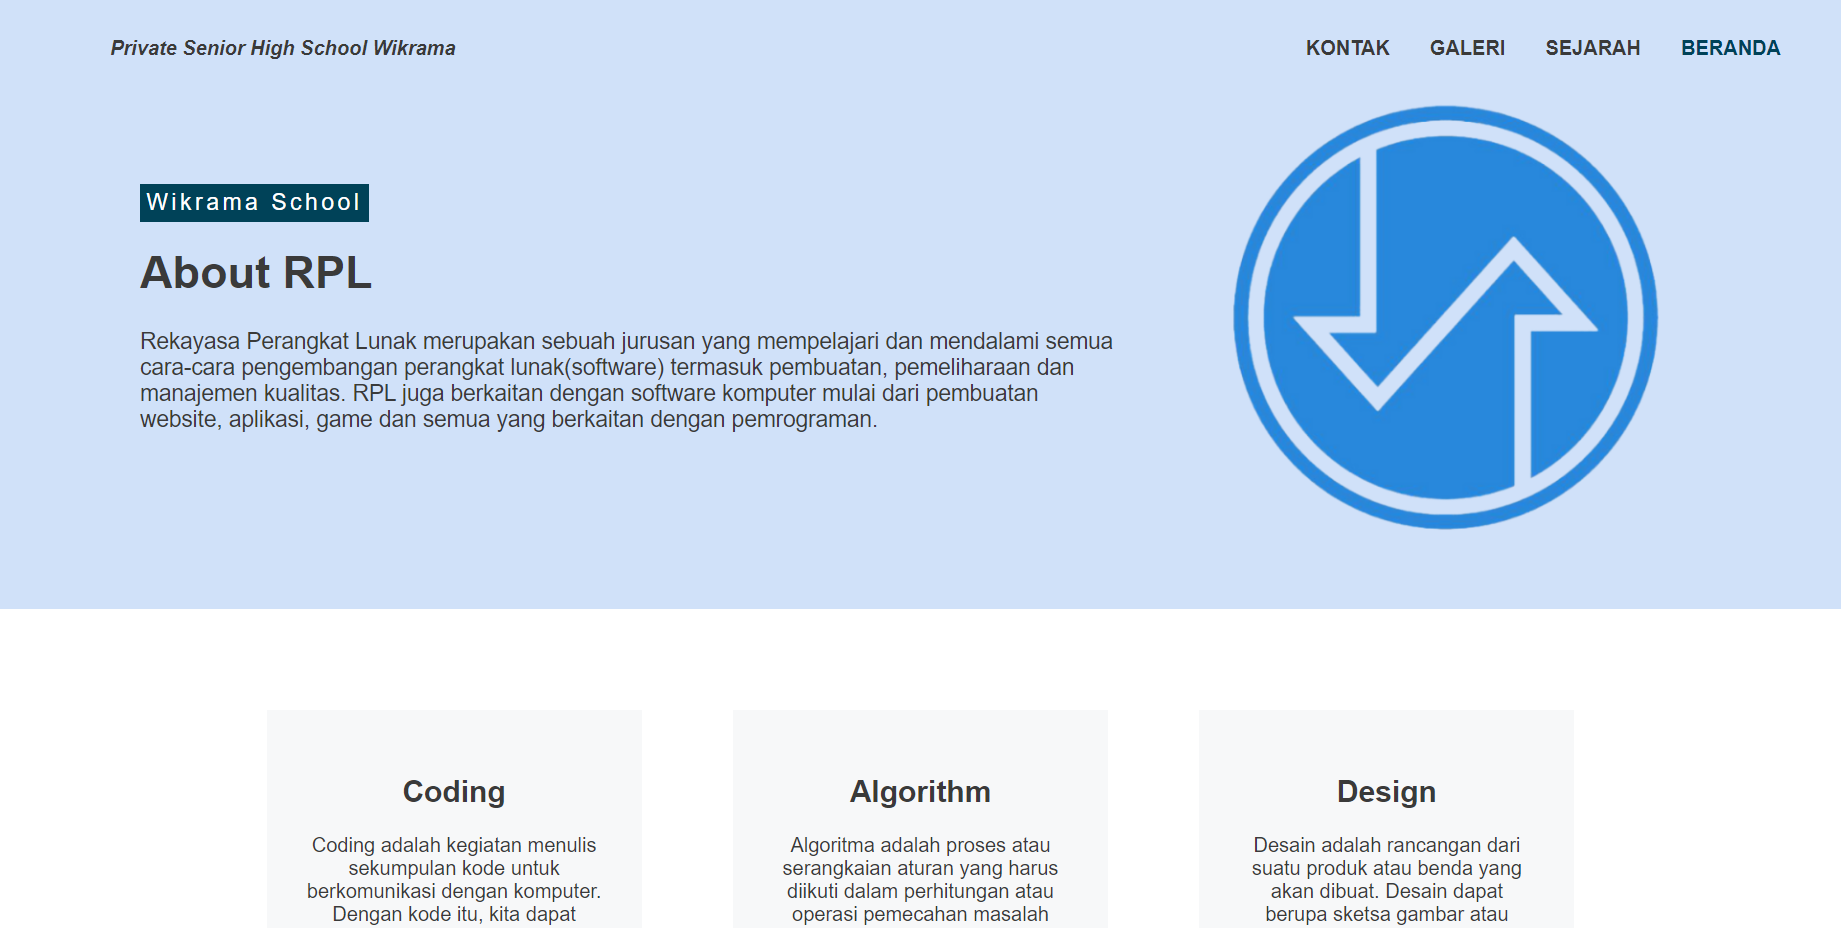 Private Senior High School Wikrama
KONTAK GALERI SEJARAH BERANDA
Wikrama School
About RPL
Rekayasa Perangkat Lunak merupakan sebuah jurusan yang mempelajari dan mendalami semua
cara-cara pengembangan perangkat lunak(software) termasuk pembuatan, pemeliharaan dan
manajemen kualitas. RPL juga berkaitan dengan software komputer mulai dari pembuatan
website, aplikasi, game dan semua yang berkaitan dengan pemrograman.
Coding
Coding adalah kegiatan menulis
sekumpulan kode untuk
berkomunikasi dengan komputer.
Dengan kode itu, kita dapat
Algorithm
Algoritma adalah proses atau
serangkaian aturan yang harus
diikuti dalam perhitungan atau
operasi pemecahan masalah
Design
Desain adalah rancangan dari
suatu produk atau benda yang
akan dibuat. Desain dapat
berupa sketsa gambar atau